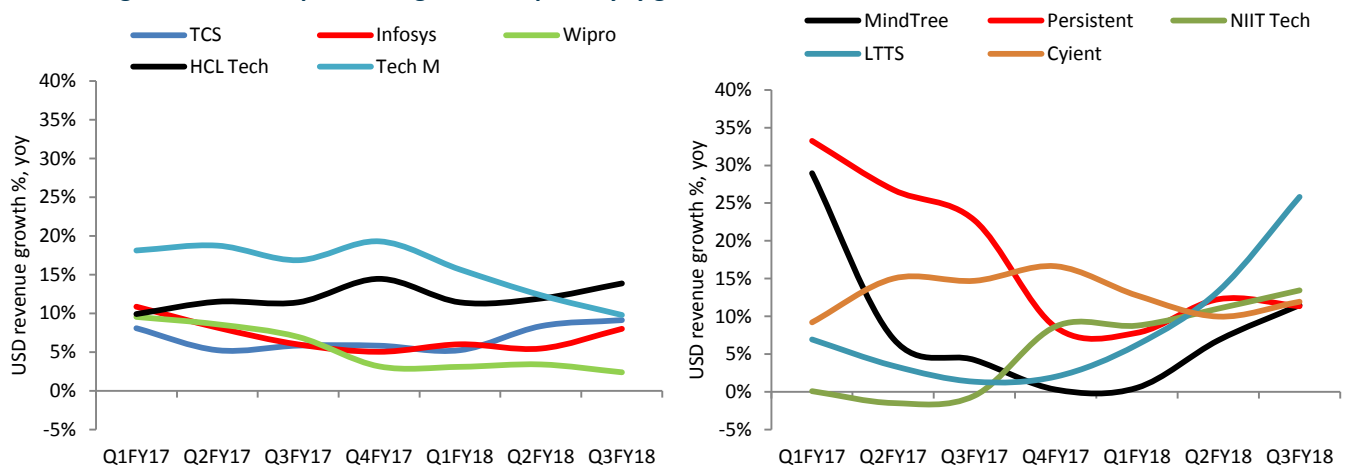 TCS Infosys Wipro
HCL Tech Tech M
40%
35%
30%
25%
20%
15%
10%
5%
0%
-5%
USD revenue growth %, yoy
Q1FY17 Q2FY17 Q3FY17 Q4FY17 Q1FY18 Q2FY18 Q3FY18
MindTree Persistent NIIT Tech
LTTS Cyient
40%
35%
30%
25%
20%
15%
10%
5%
0%
-5%
USD revenue growth %, yoy
Q1FY17 Q2FY17 Q3FY17 Q4FY17 Q1FY18 Q2FY18 Q3FY18